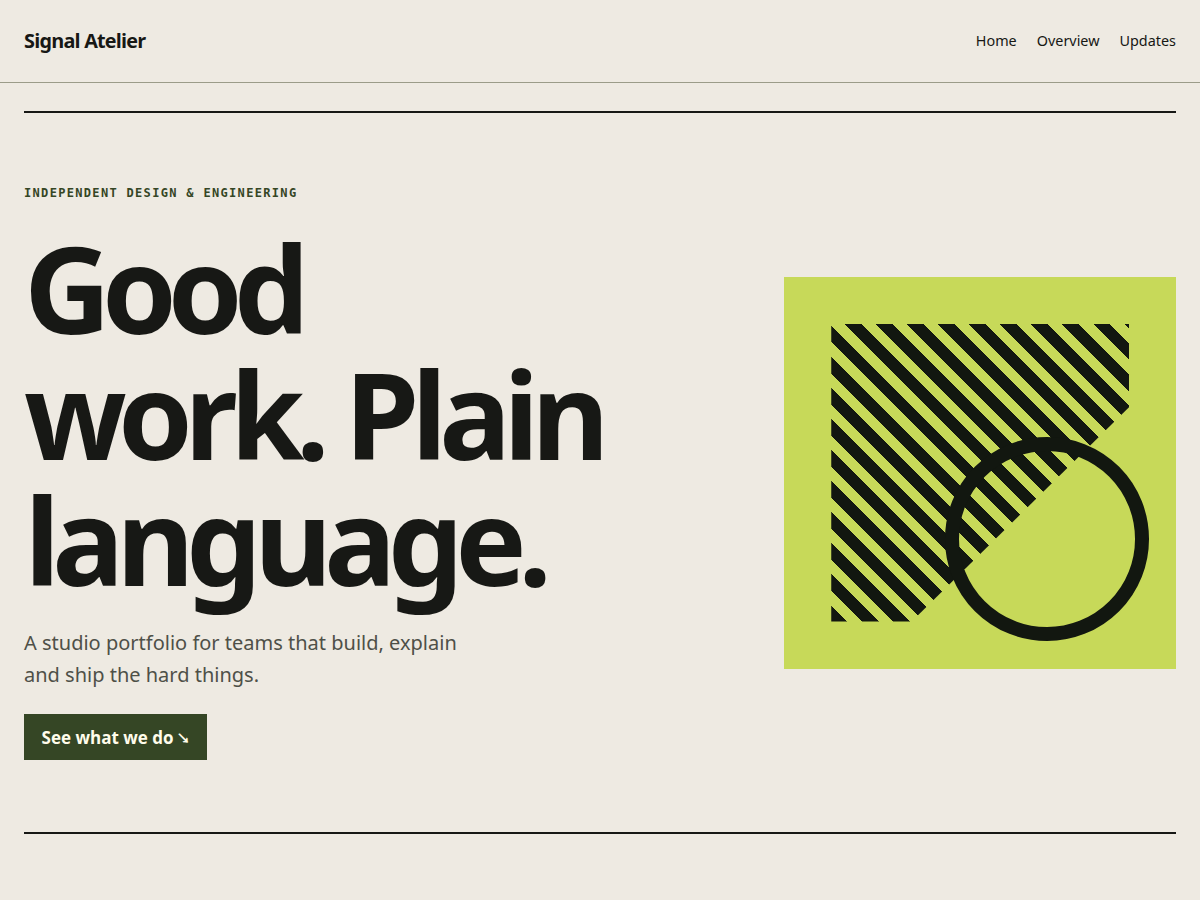 Signal Atelier
Home Overview Updates
INDEPENDENT DESIGN & ENGINEERING
Good
work. Plain
language.
A studio portfolio for teams that build, explain
and ship the hard things.
See what we do ↘